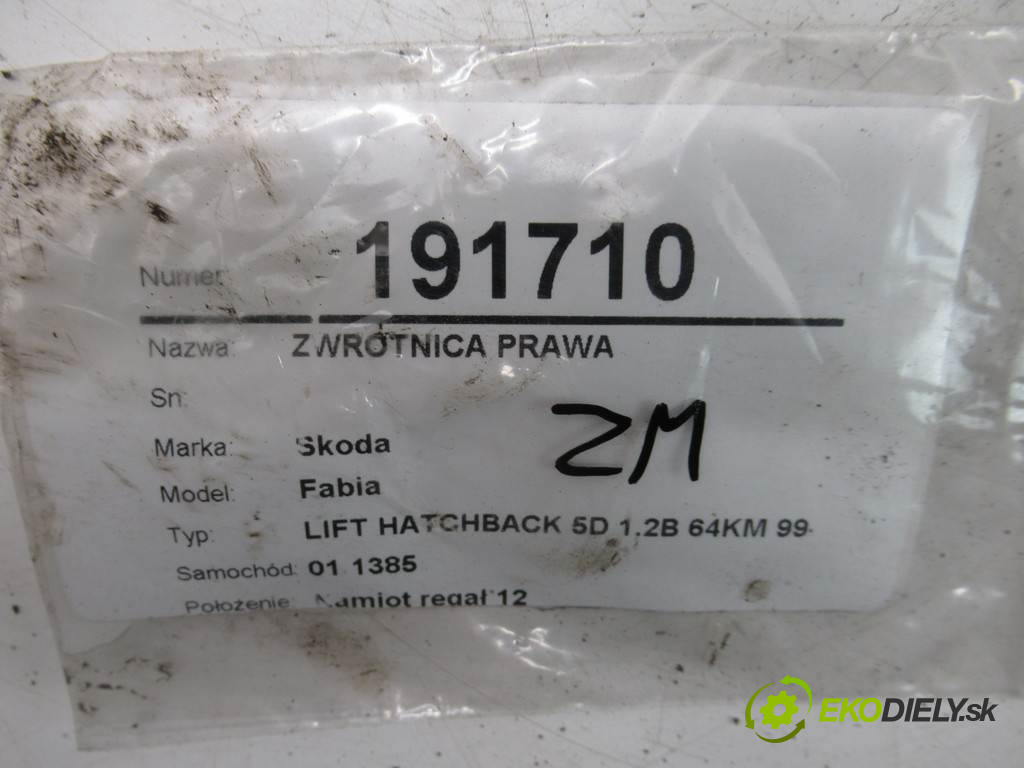 Numer: 191710
Nazwa: ZWROTNICA PRAWA
Sn:
Marka: Skoda
ZM
Model: Fabia
Typ: LIFT HATCHBACK 5D 1.2B 64KM 99-
Samochód: 01 1385
Położenie: Namiot regał 12
EKODIELY.sk